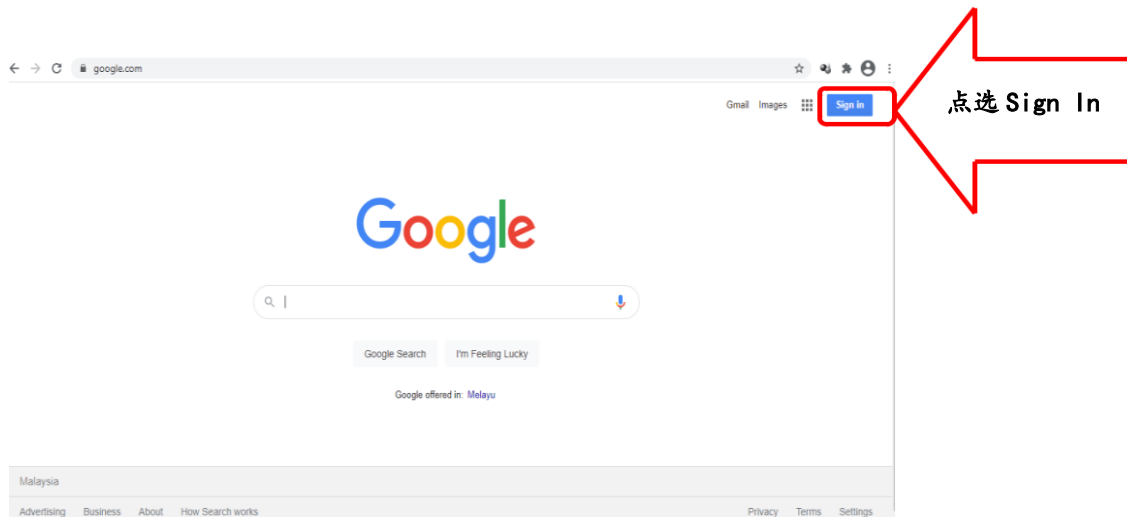 google.com
Gmail Images Sign in
点选 Sign In
Google
Google Search I'm Feeling Lucky
Google offered in: Melayu
Malaysia
Advertising Business About How Search works Privacy Terms Settings